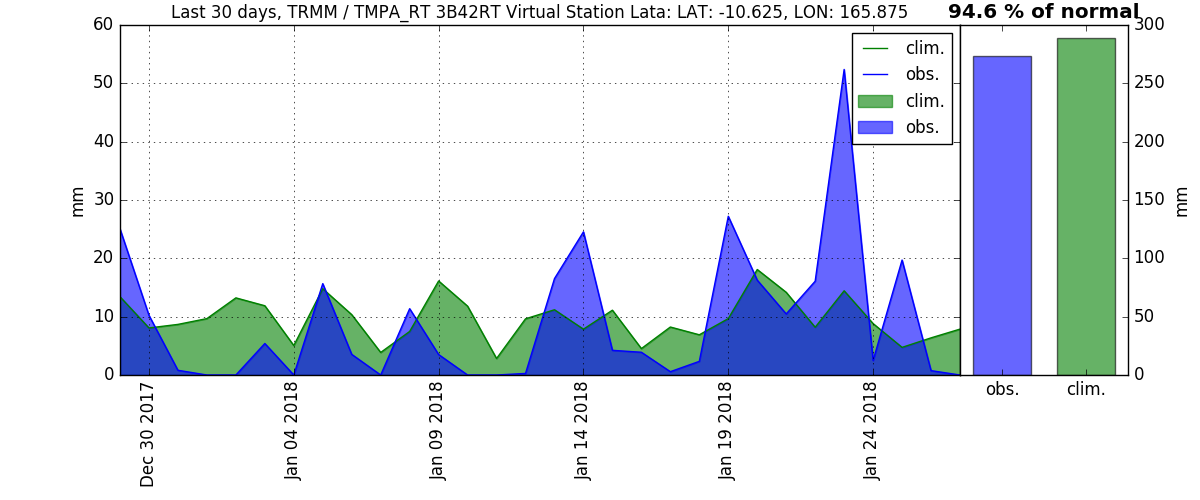 Last 30 days, TRMM / TMPA_RT 3B42RT Virtual Station Lata: LAT: -10.625, LON: 165.875
94.6 % of normal
60
50
40
30
20
10
0
mm
clim.
obs.
clim.
obs.
Dec 30 2017
Jan 04 2018
Jan 09 2018
Jan 14 2018
Jan 19 2018
Jan 24 2018
300
250
200
150
100
50
0
mm
obs.
clim.